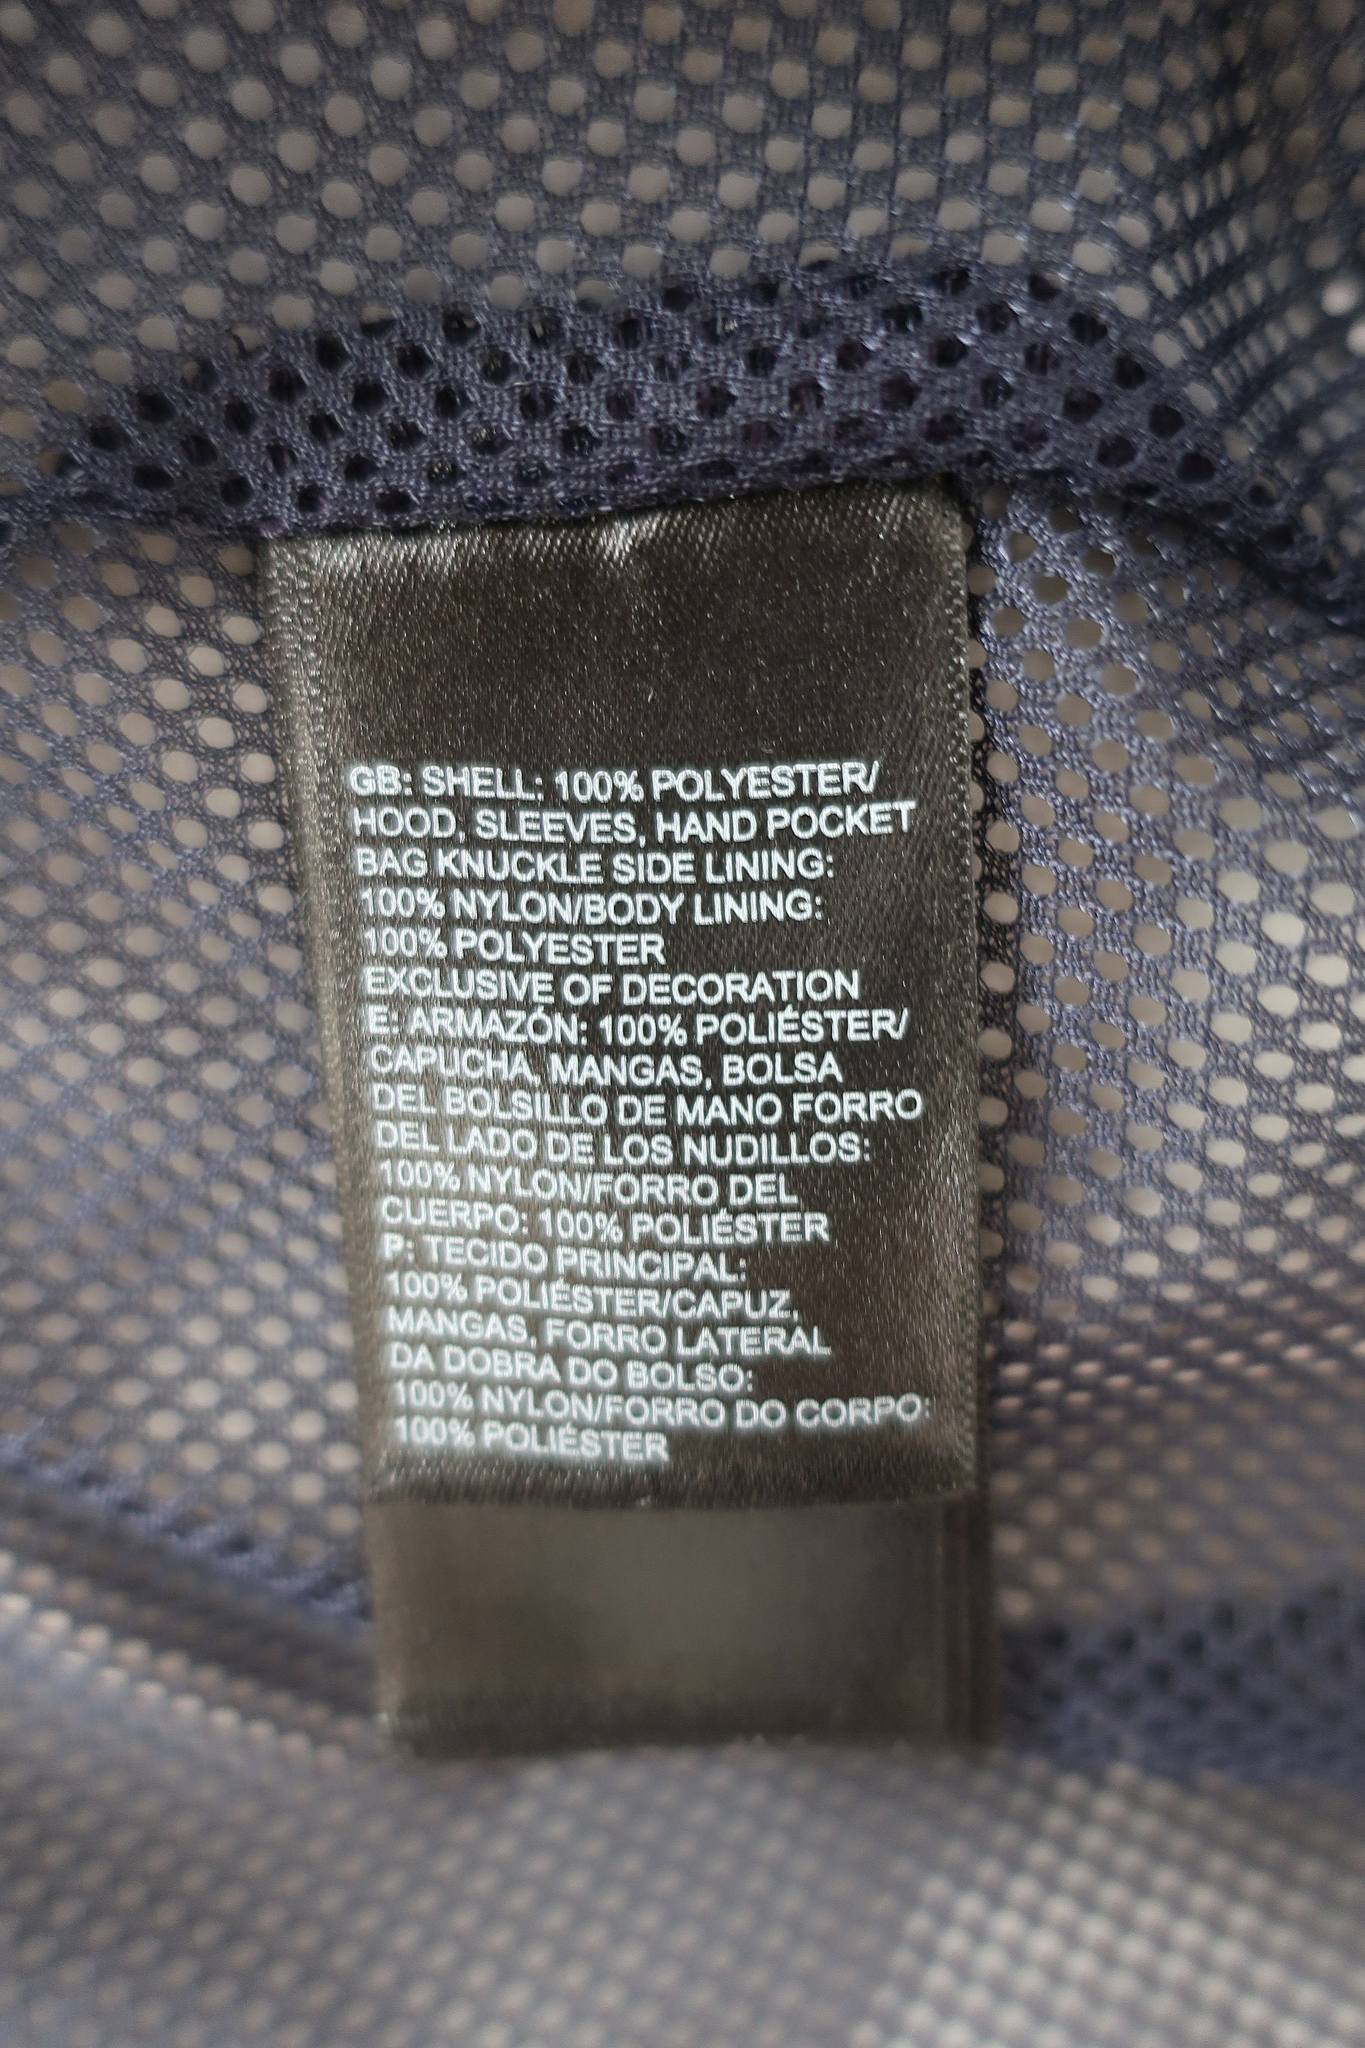 GB: SHELL: 100% POLYESTER/
HOOD, SLEEVES, HAND POCKET
BAG KNUCKLE SIDE LINING:
100% NYLON/BODY LINING:
100% POLYESTER
EXCLUSIVE OF DECORATION
E: ARMAZÓN: 100% POLIÉSTER/
CAPUCHA, MANGAS, BOLSA
DEL BOLSILLO DE MANO FORRO
DEL LADO DE LOS NUDILLOS:
100% NYLON/FORRO DEL
CUERPO: 100% POLIÉSTER
P: TECIDO PRINCIPAL:
100% POLIÉSTER/CAPUZ,
MANGAS, FORRO LATERAL
DA DOBRA DO BOLSO:
100% NYLON/FORRO DO CORPO:
100% POLIÉSTER